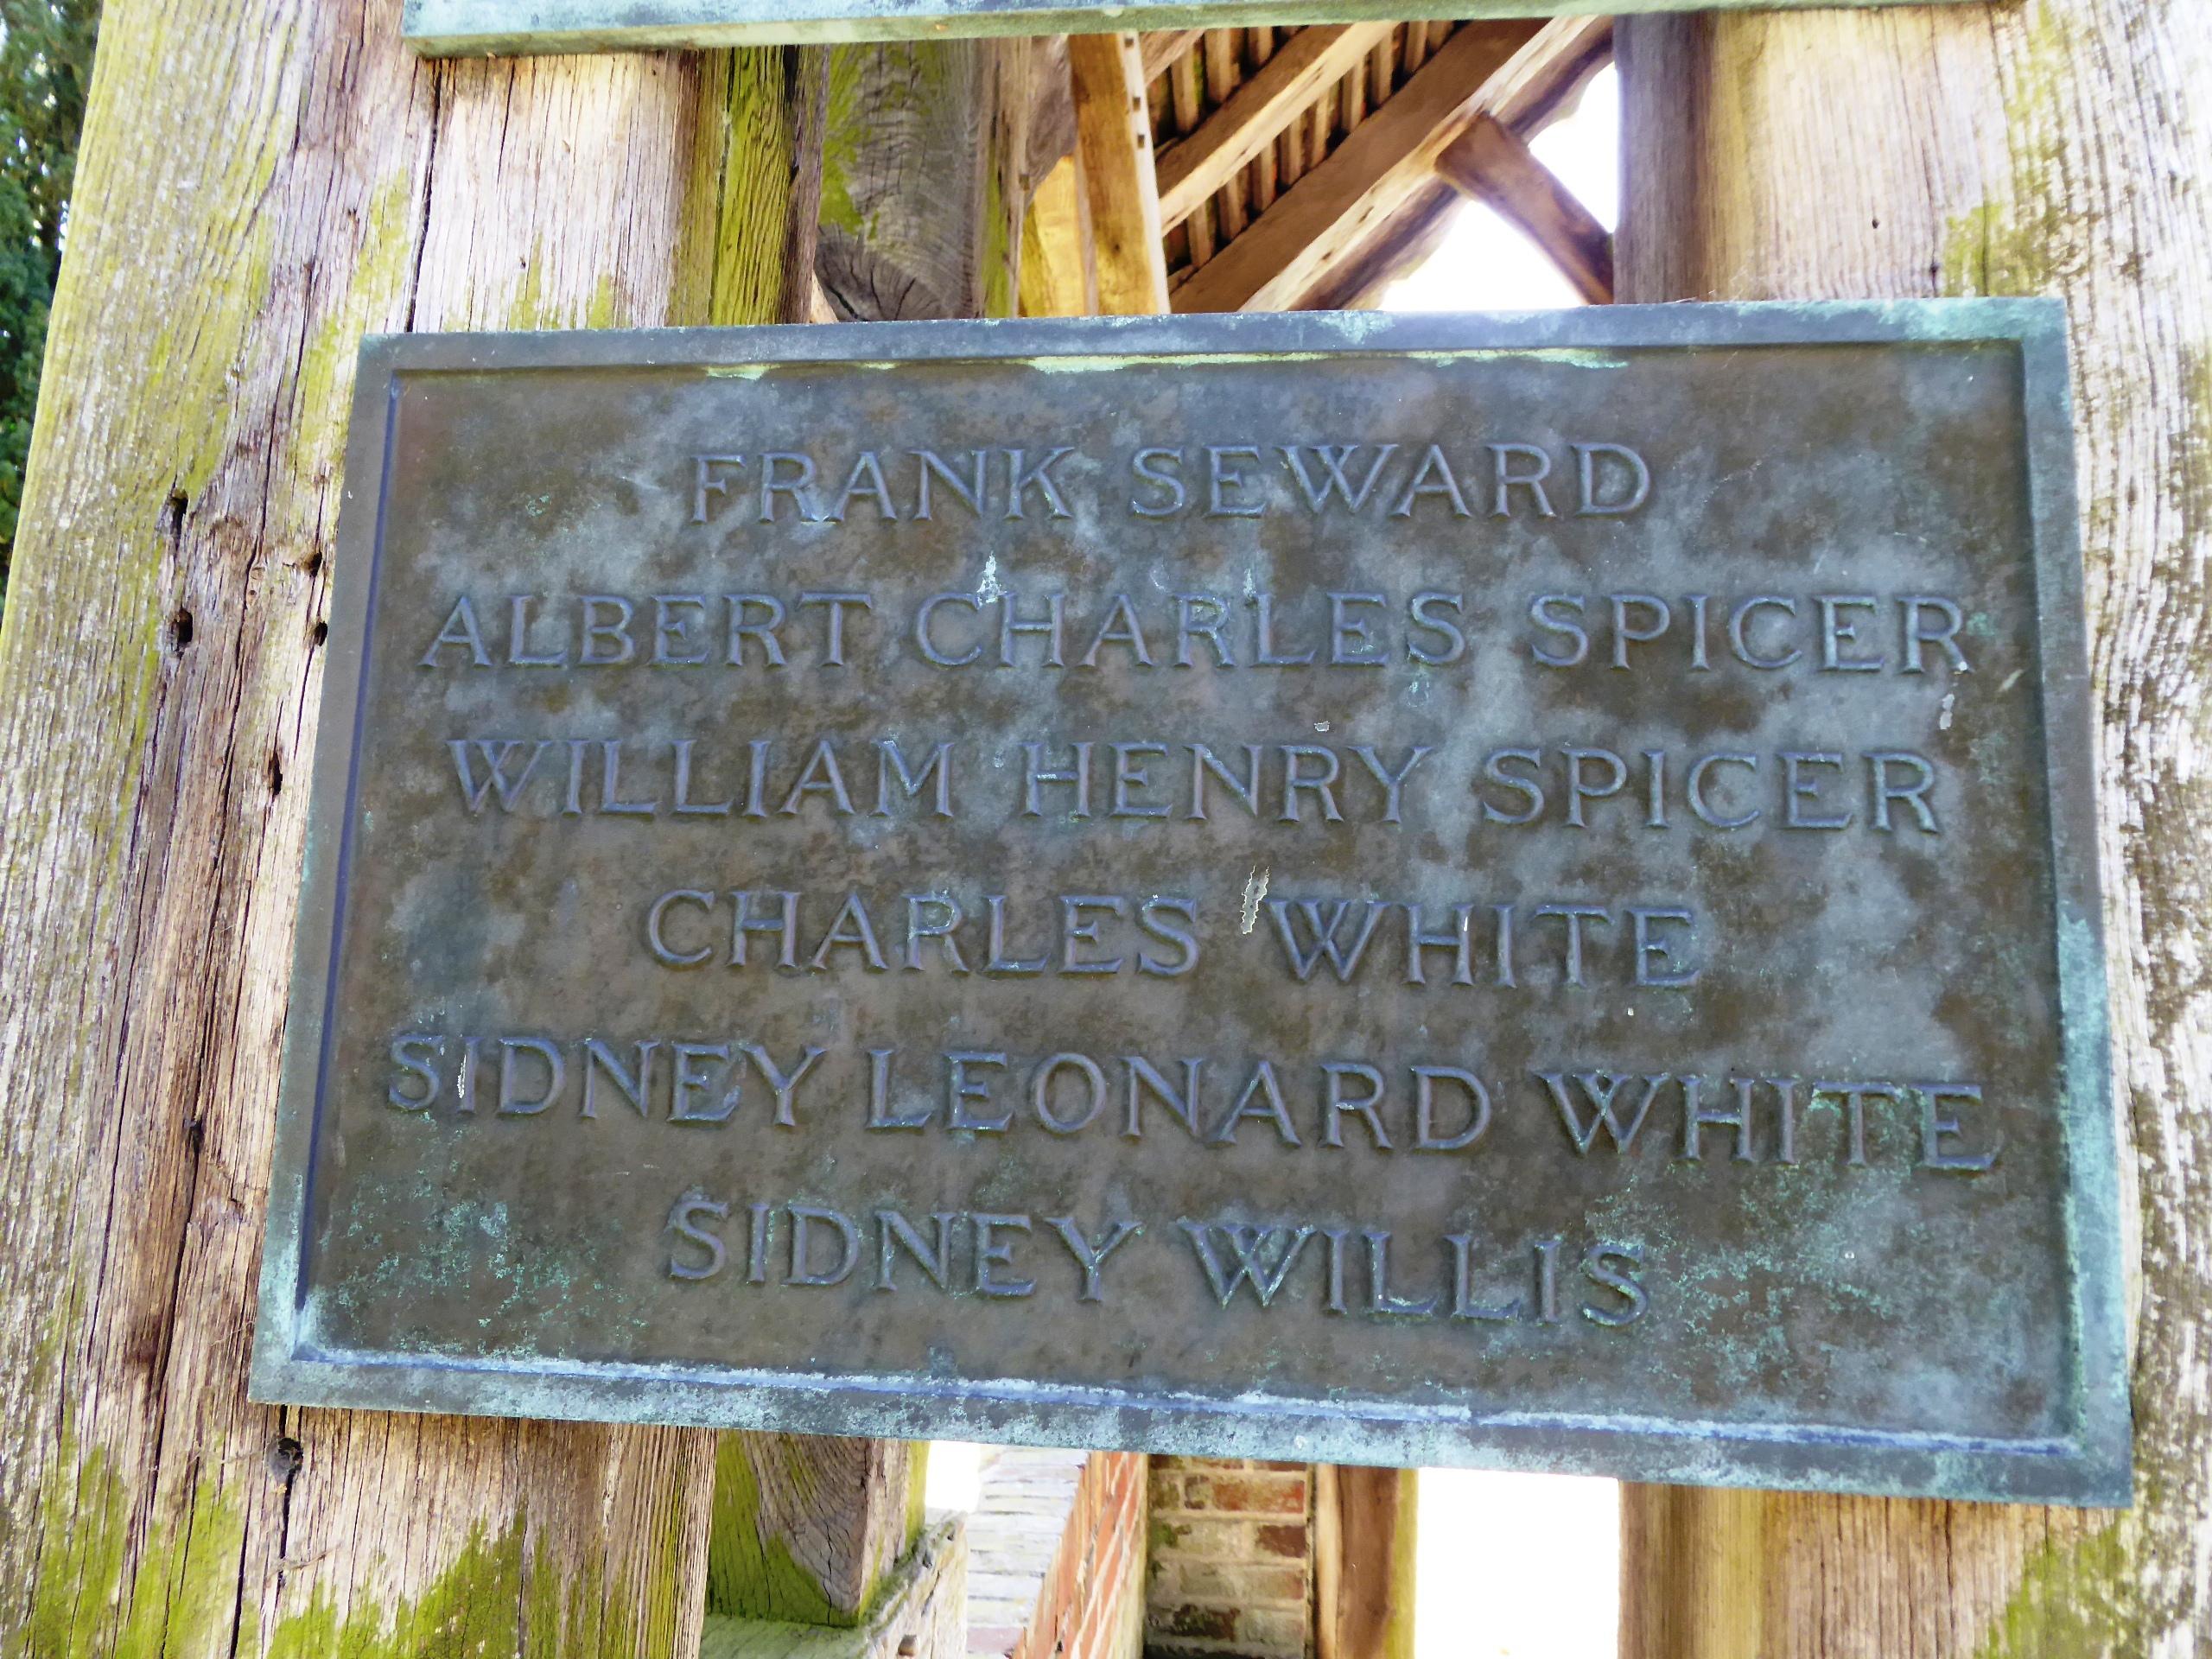 FRANK SEWARD
ALBERT CHARLES SPICER
WILLIAM HENRY SPICER
CHARLES WHITE
SIDNEY LEONARD WHITE
SIDNEY WILLIS